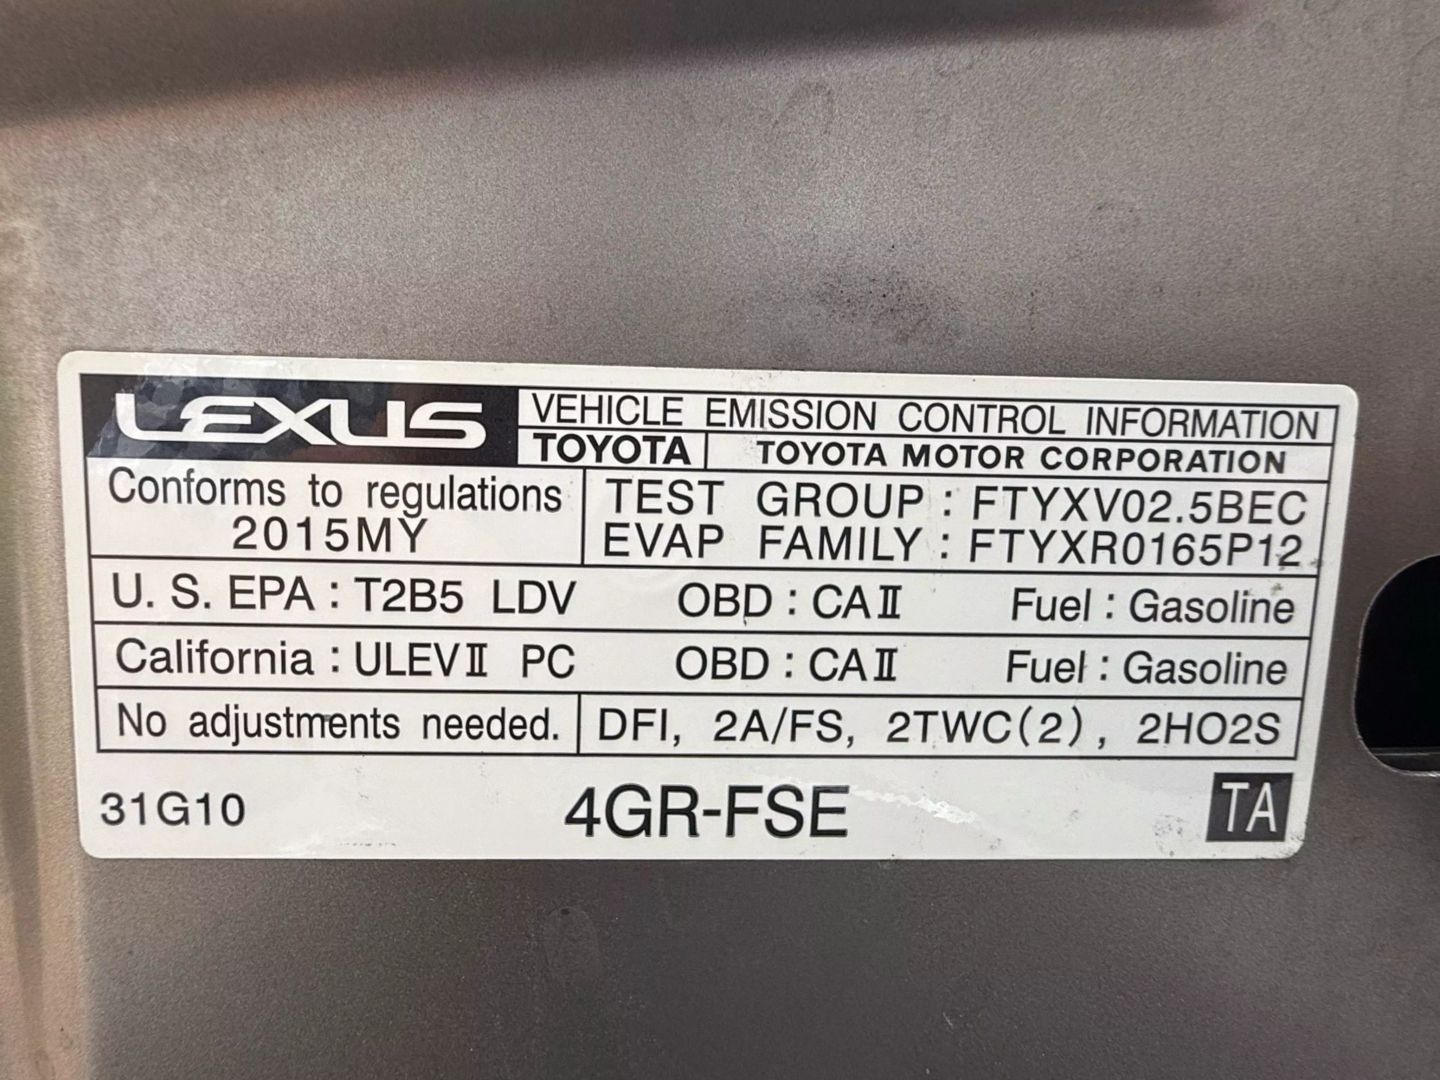 LEXUS VEHICLE EMISSION CONTROL INFORMATION
TOYOTA TOYOTA MOTOR CORPORATION
Conforms to regulations
2015MY
TEST GROUP : FTYXV02.5BEC
EVAP FAMILY : FTYXR0165P12
U. S. EPA : T2B5 LDV OBD : CAⅡ Fuel : Gasoline
California : ULEVⅡ PC OBD : CAⅡ Fuel : Gasoline
No adjustments needed. DFI, 2A/FS, 2TWC(2), 2HO2S
31G10 4GR-FSE TA